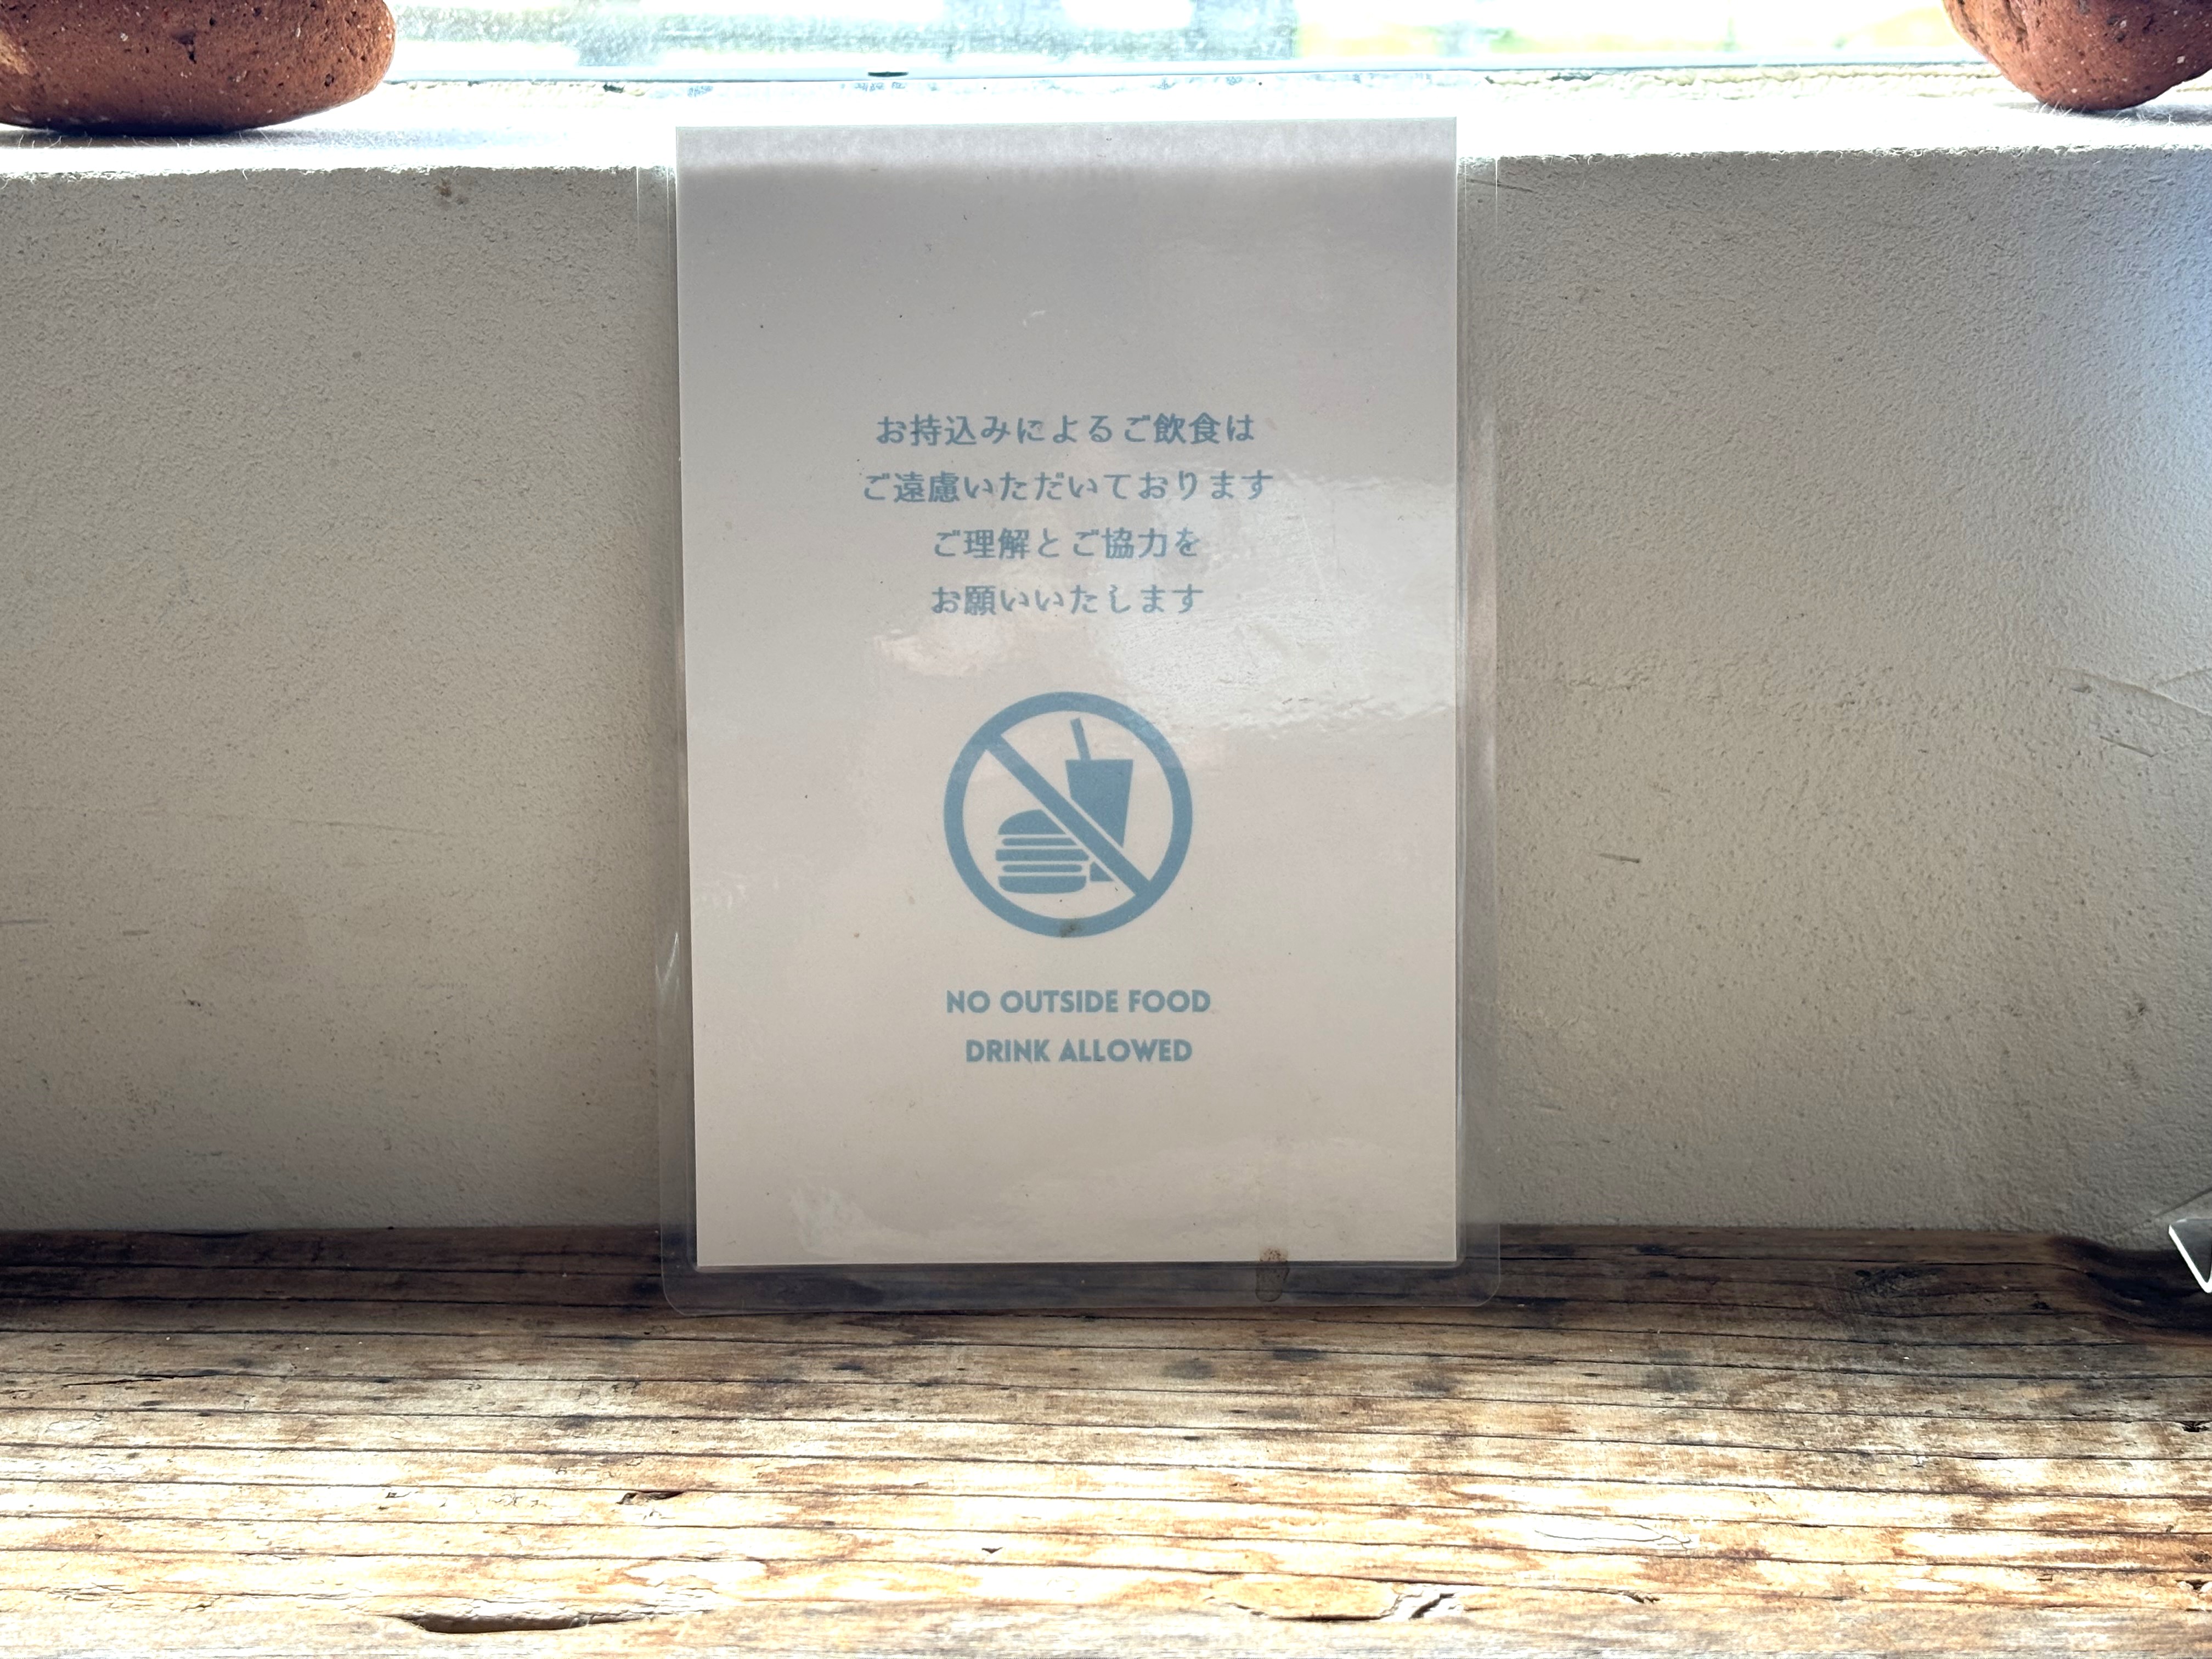 お持込みによるご飲食は
ご遠慮いただいております
ご理解とご協力を
お願いいたします
NO OUTSIDE FOOD
DRINK ALLOWED